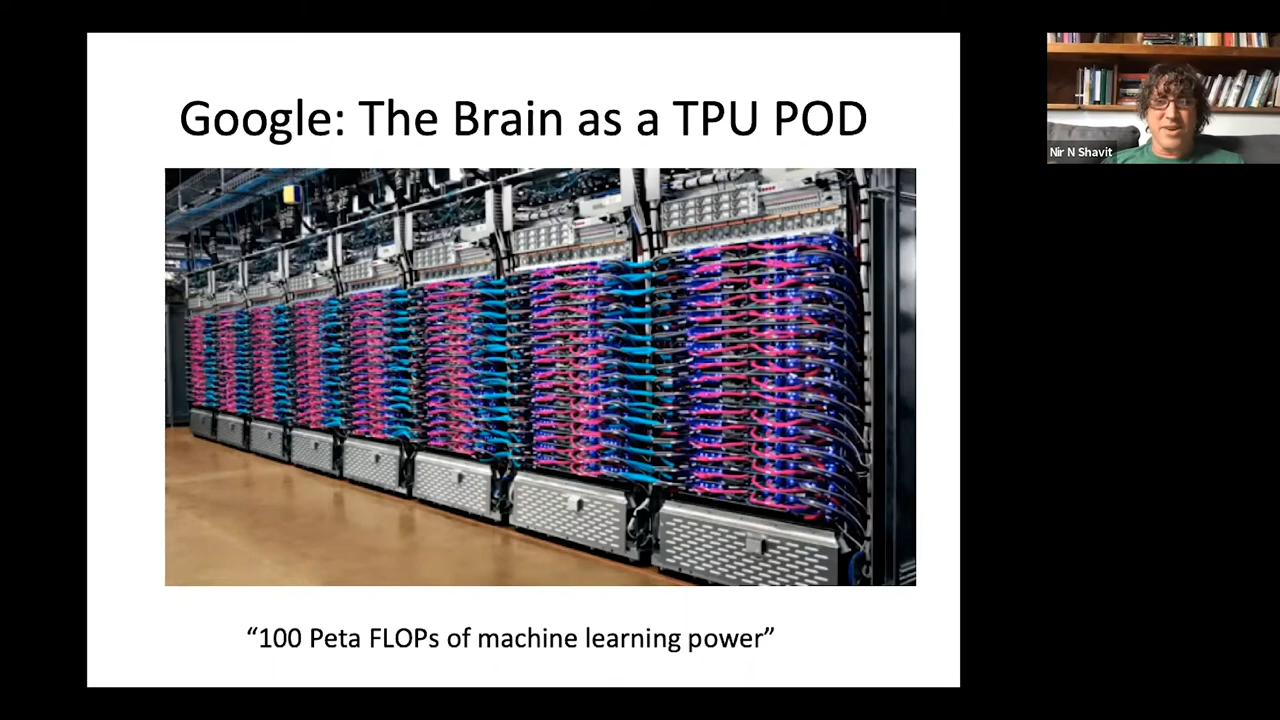 Google: The Brain as a TPU POD
Nir N Shavit
“100 Peta FLOPs of machine learning power”